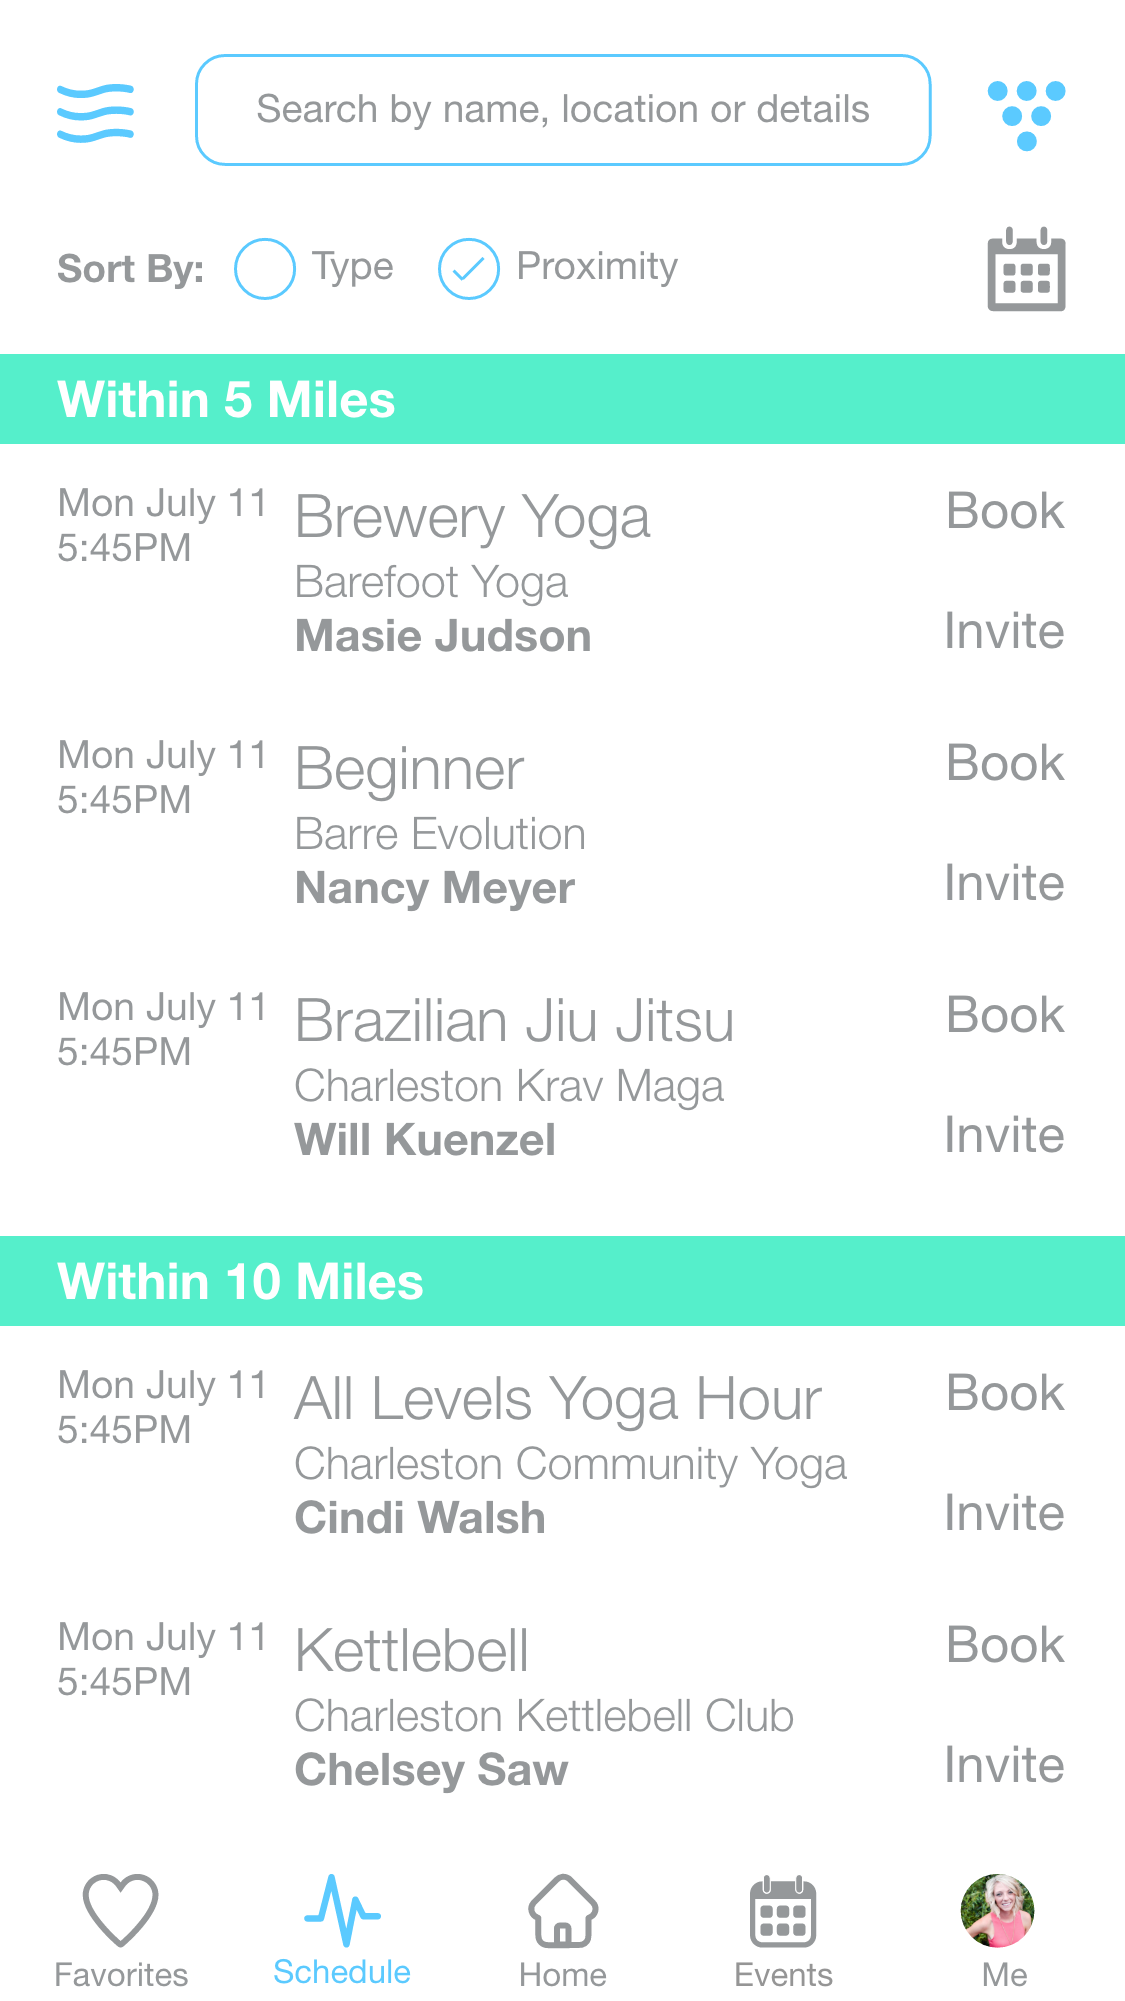 Search by name, location or details
Sort By: Type Proximity
Within 5 Miles
Mon July 11 Brewery Yoga Book
5:45PM
Barefoot Yoga
Masie Judson Invite
Mon July 11 Beginner Book
5:45PM
Barre Evolution
Nancy Meyer Invite
Mon July 11 Brazilian Jiu Jitsu Book
5:45PM
Charleston Krav Maga
Will Kuenzel Invite
Within 10 Miles
Mon July 11 All Levels Yoga Hour Book
5:45PM
Charleston Community Yoga
Cindi Walsh Invite
Mon July 11 Kettlebell Book
5:45PM
Charleston Kettlebell Club
Chelsey Saw Invite
Favorites Schedule Home Events Me